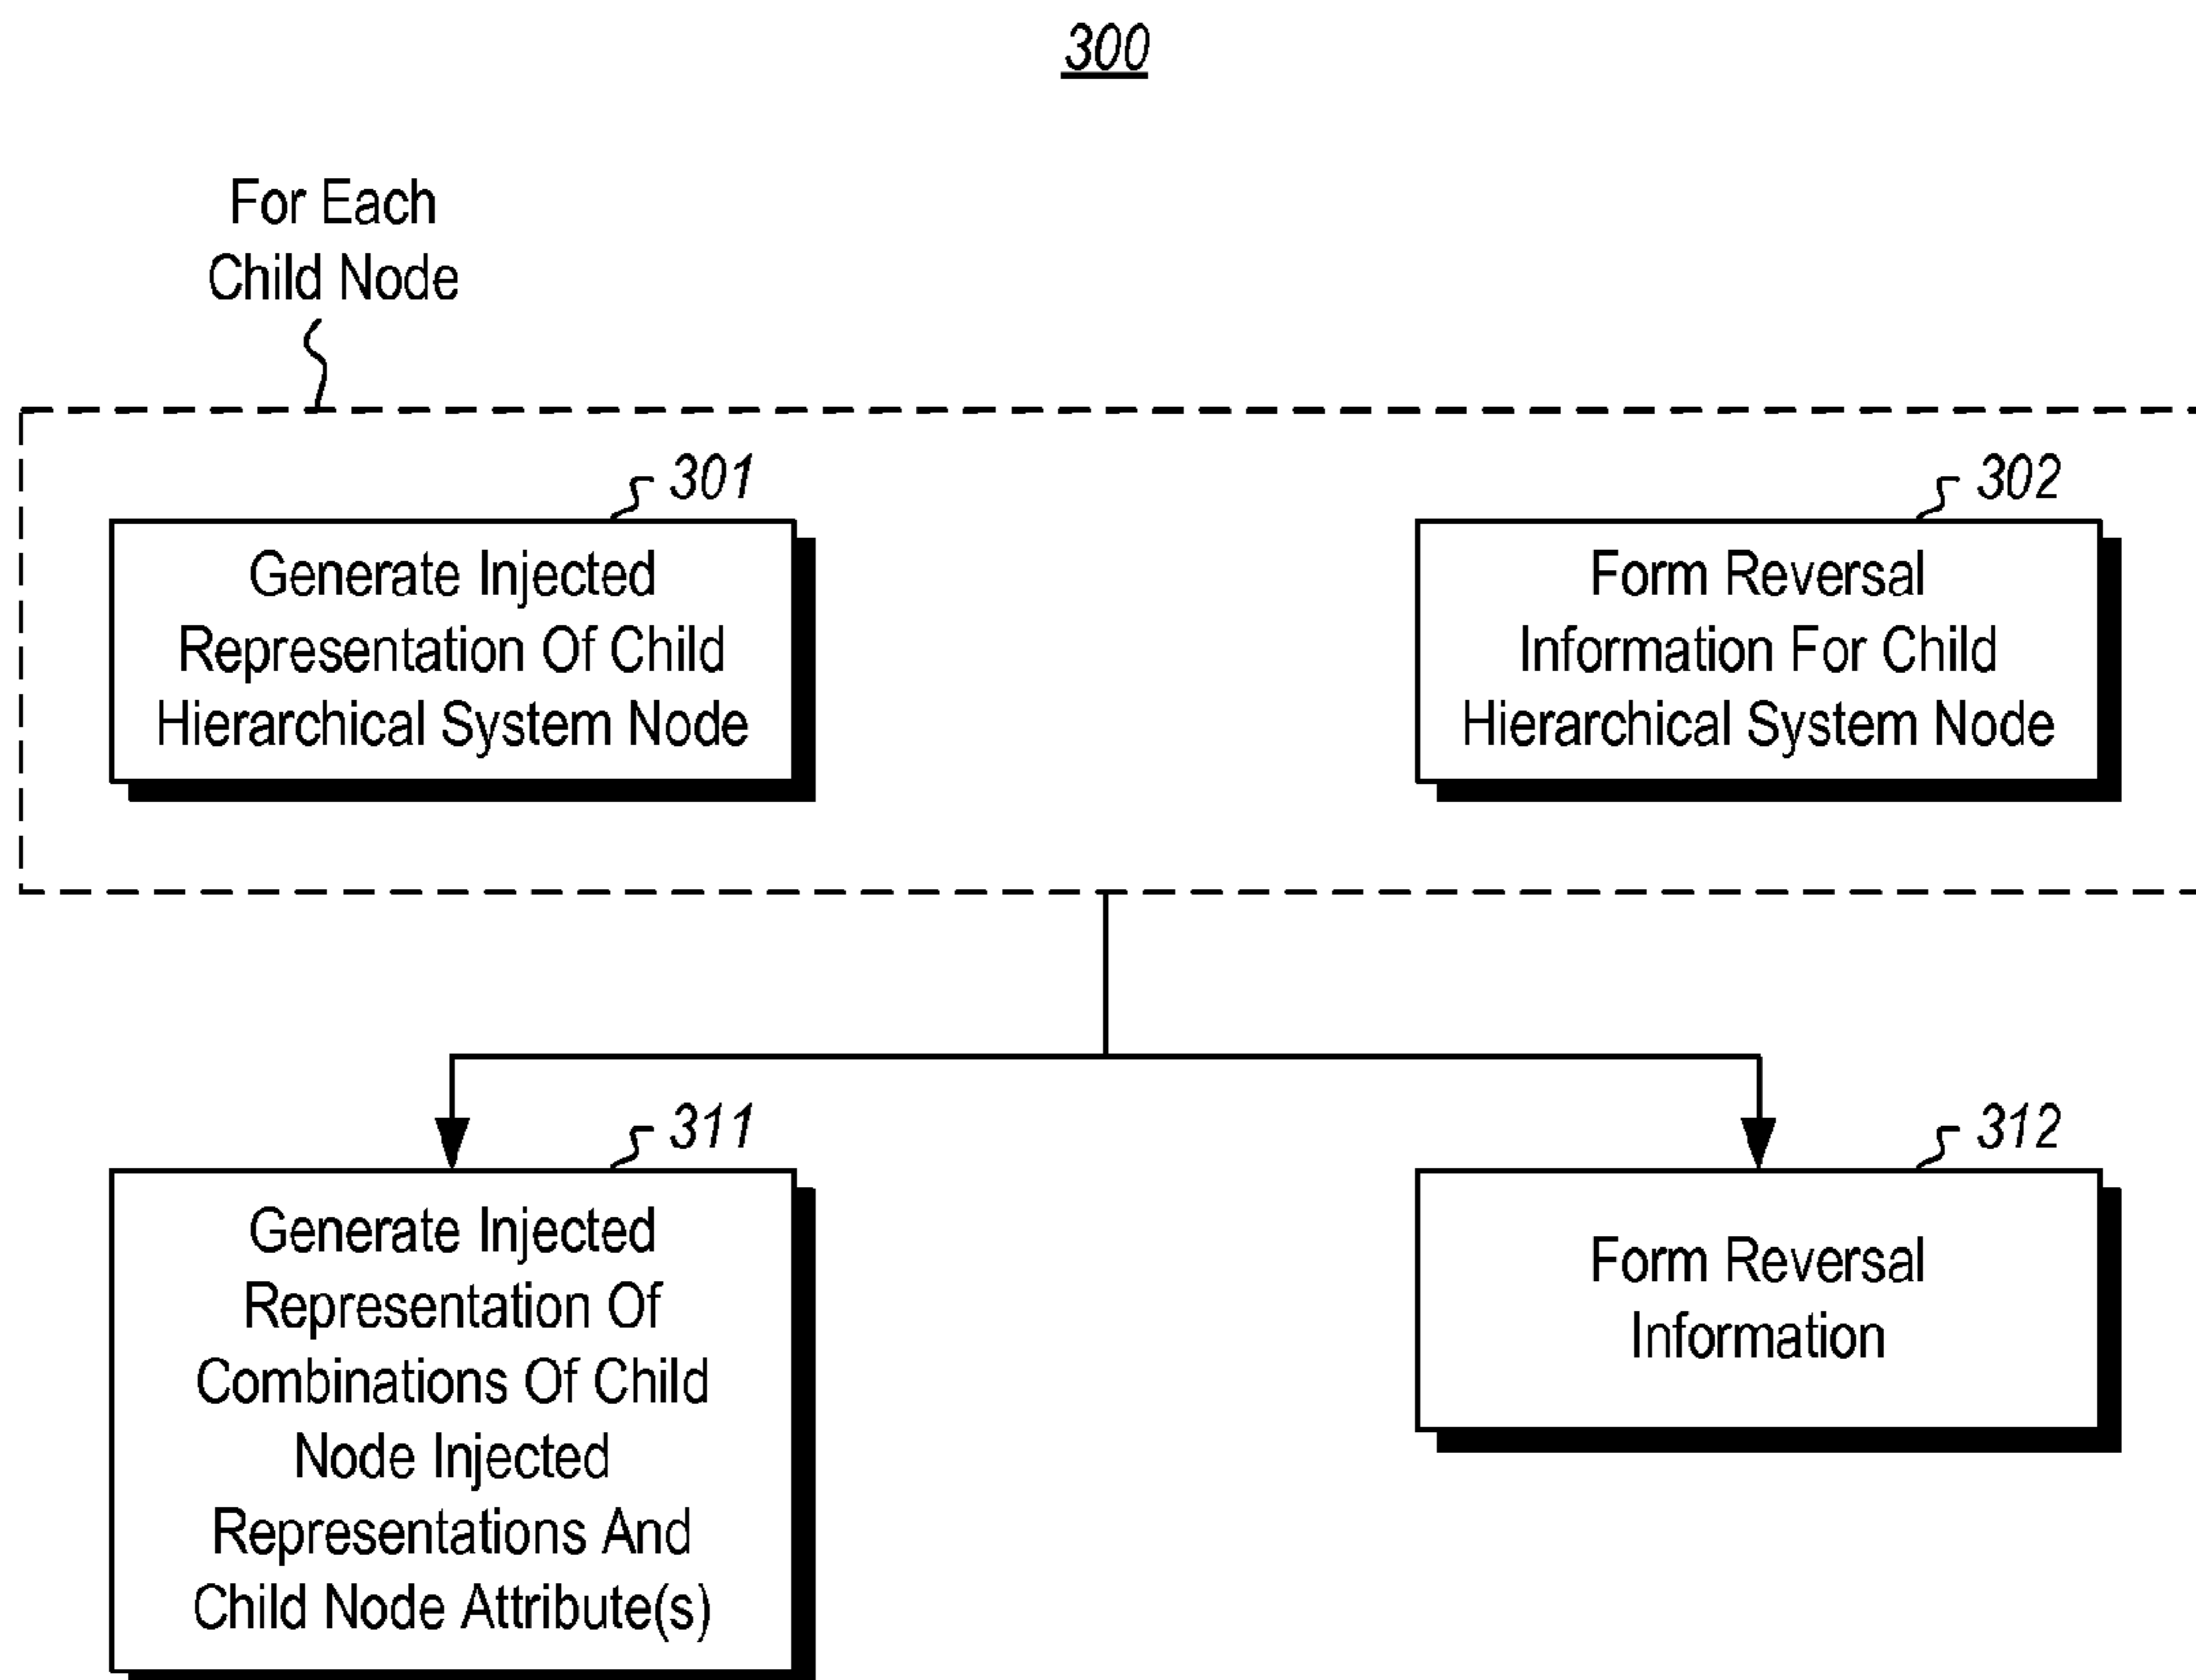 300
For Each
Child Node
301
Generate Injected
Representation Of Child
Hierarchical System Node
302
Form Reversal
Information For Child
Hierarchical System Node
311
Generate Injected
Representation Of
Combinations Of Child
Node Injected
Representations And
Child Node Attribute(s)
312
Form Reversal
Information